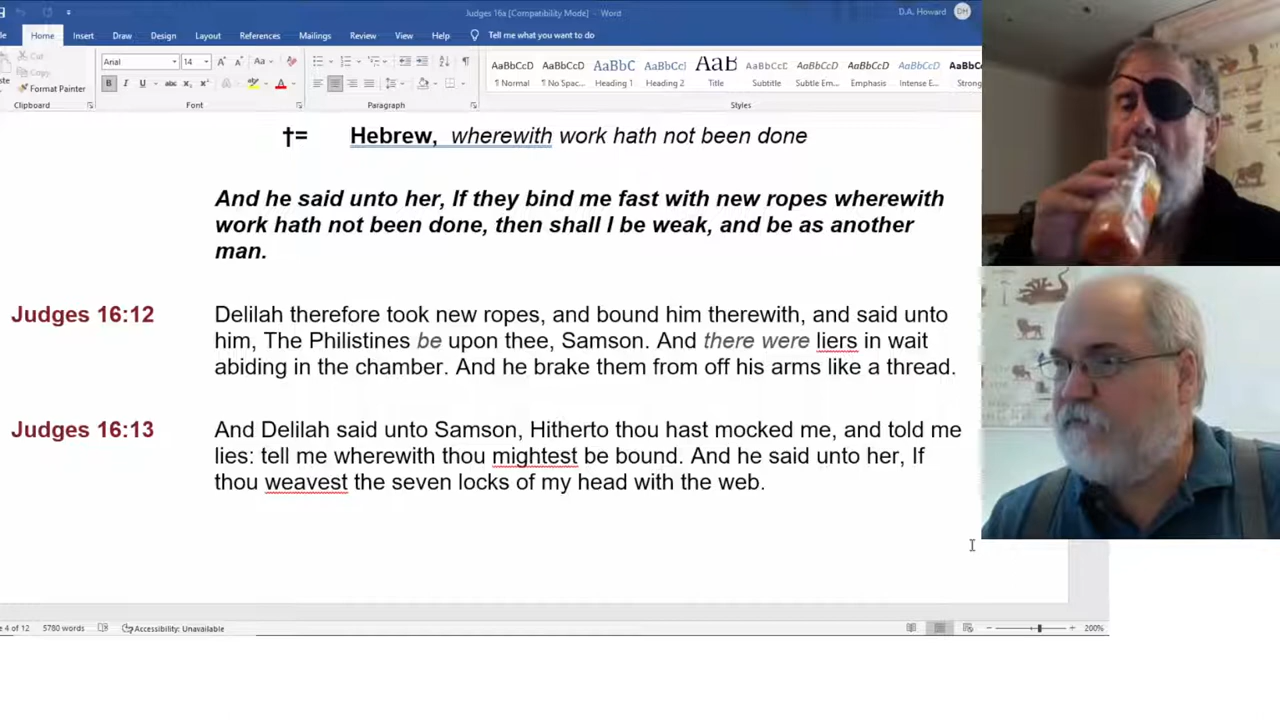 Judges 16a [Compatibility Mode] - Word
D.A. Howard DH
Home Insert Draw Design Layout References Mailings Review View Help Tell me what you want to do
Cut
Copy
Format Painter
Clipboard
Arial 14
Font
Paragraph
AaBbCcD AaBbCcD AaBbC AaBbCcI AaB AaBbCcD AaBbCcD AaBbCcD AaBbCcD AaBbCcD
¶ Normal ¶ No Spac... Heading 1 Heading 2 Title Subtitle Subtle Em... Emphasis Intense E... Strong
Styles
†= Hebrew, wherewith work hath not been done
And he said unto her, If they bind me fast with new ropes wherewith
work hath not been done, then shall I be weak, and be as another
man.
Judges 16:12 Delilah therefore took new ropes, and bound him therewith, and said unto
him, The Philistines be upon thee, Samson. And there were liers in wait
abiding in the chamber. And he brake them from off his arms like a thread.
Judges 16:13 And Delilah said unto Samson, Hitherto thou hast mocked me, and told me
lies: tell me wherewith thou mightest be bound. And he said unto her, If
thou weavest the seven locks of my head with the web.
4 of 12 5780 words Accessibility: Unavailable 200%